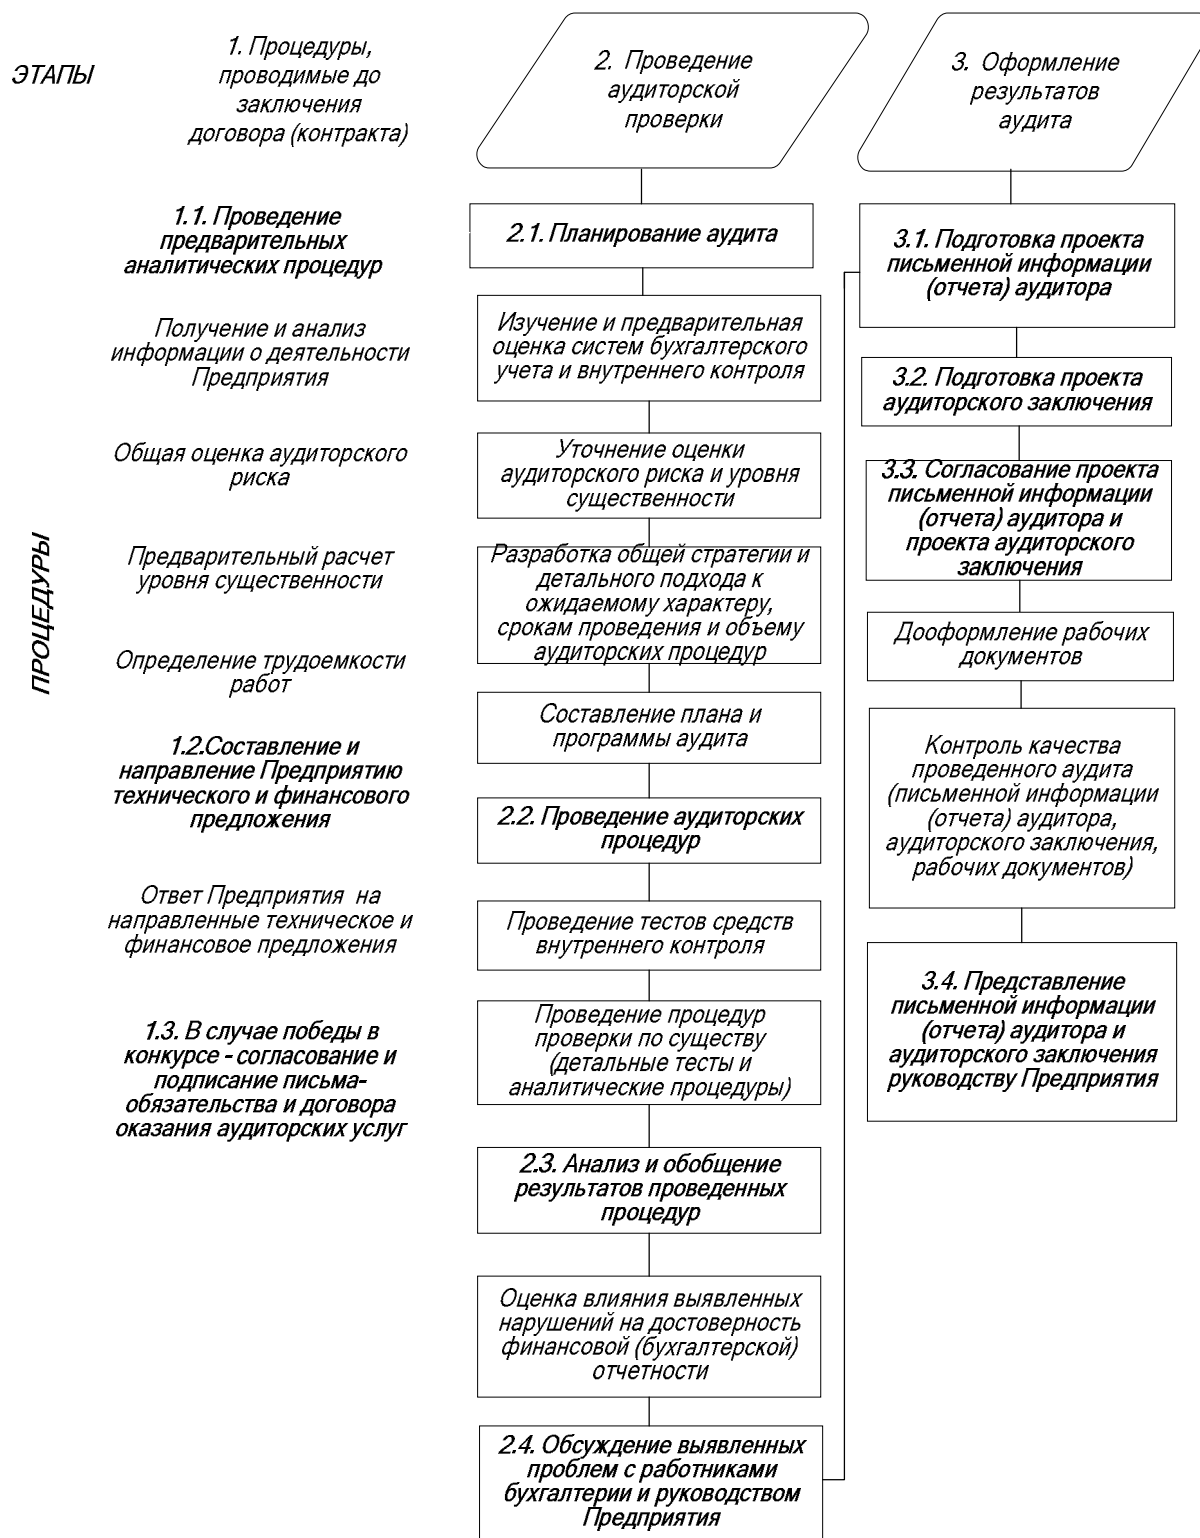 ЭТАПЫ
1. Процедуры,
проводимые до
заключения
договора (контракта)
2. Проведение
аудиторской
проверки
3. Оформление
результатов
аудита
ПРОЦЕДУРЫ
1.1. Проведение
предварительных
аналитических процедур
Получение и анализ
информации о деятельности
Предприятия
Общая оценка аудиторского
риска
Предварительный расчет
уровня существенности
Определение трудоемкости
работ
1.2.Составление и
направление Предприятию
технического и финансового
предложения
Ответ Предприятия на
направленные техническое и
финансовое предложения
1.3. В случае победы в
конкурсе - согласование и
подписание письма-
обязательства и договора
оказания аудиторских услуг
2.1. Планирование аудита
Изучение и предварительная
оценка систем бухгалтерского
учета и внутреннего контроля
Уточнение оценки
аудиторского риска и уровня
существенности
Разработка общей стратегии и
детального подхода к
ожидаемому характеру,
срокам проведения и объему
аудиторских процедур
Составление плана и
программы аудита
2.2. Проведение аудиторских
процедур
Проведение тестов средств
внутреннего контроля
Проведение процедур
проверки по существу
(детальные тесты и
аналитические процедуры)
2.3. Анализ и обобщение
результатов проведенных
процедур
Оценка влияния выявленных
нарушений на достоверность
финансовой (бухгалтерской)
отчетности
2.4. Обсуждение выявленных
проблем с работниками
бухгалтерии и руководством
Предприятия
3.1. Подготовка проекта
письменной информации
(отчета) аудитора
3.2. Подготовка проекта
аудиторского заключения
3.3. Согласование проекта
письменной информации
(отчета) аудитора и
проекта аудиторского
заключения
Дооформление рабочих
документов
Контроль качества
проведенного аудита
(письменной информации
(отчета) аудитора,
аудиторского заключения,
рабочих документов)
3.4. Представление
письменной информации
(отчета) аудитора и
аудиторского заключения
руководству Предприятия